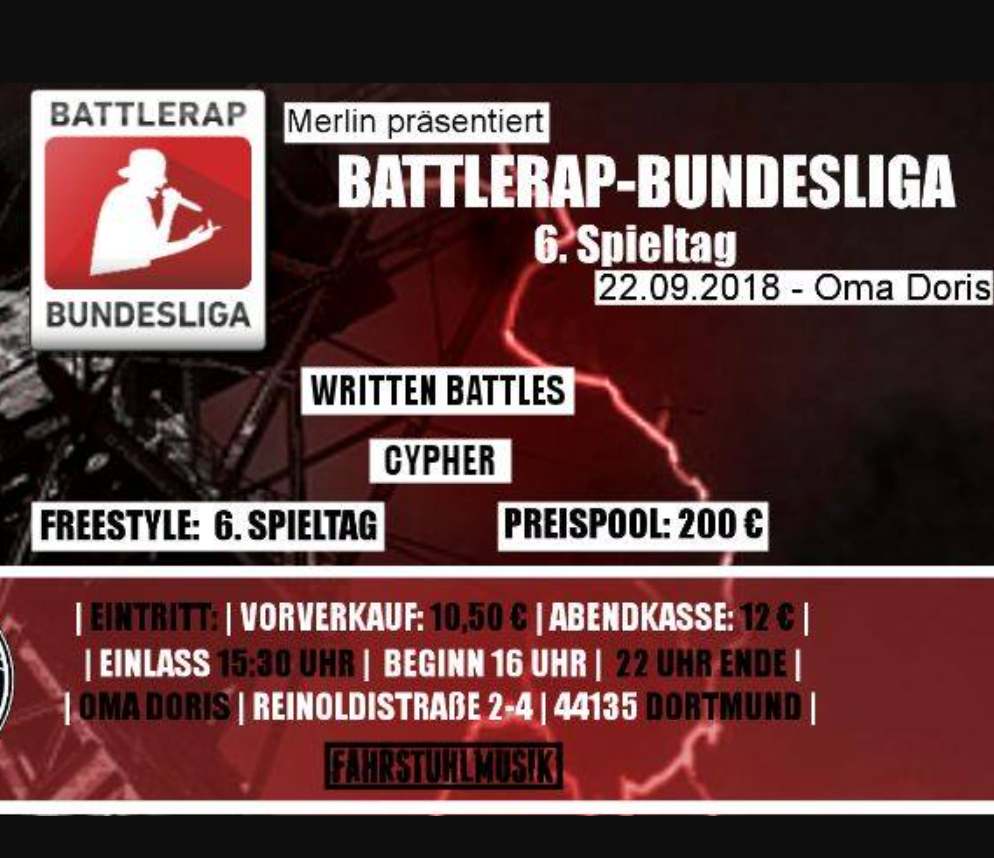 BATTLERAP
BUNDESLIGA
Merlin präsentiert
BATTLERAP-BUNDESLIGA
6. Spieltag
22.09.2018 - Oma Doris
WRITTEN BATTLES
CYPHER
FREESTYLE: 6. SPIELTAG
PREISPOOL: 200 €
| EINTRITT: | VORVERKAUF: 10,50 € | ABENDKASSE: 12 € |
| EINLASS 15:30 UHR | BEGINN 16 UHR | 22 UHR ENDE |
| OMA DORIS | REINOLDISTRAßE 2-4 | 44135 DORTMUND |
FAHRSTUHLMUSIK